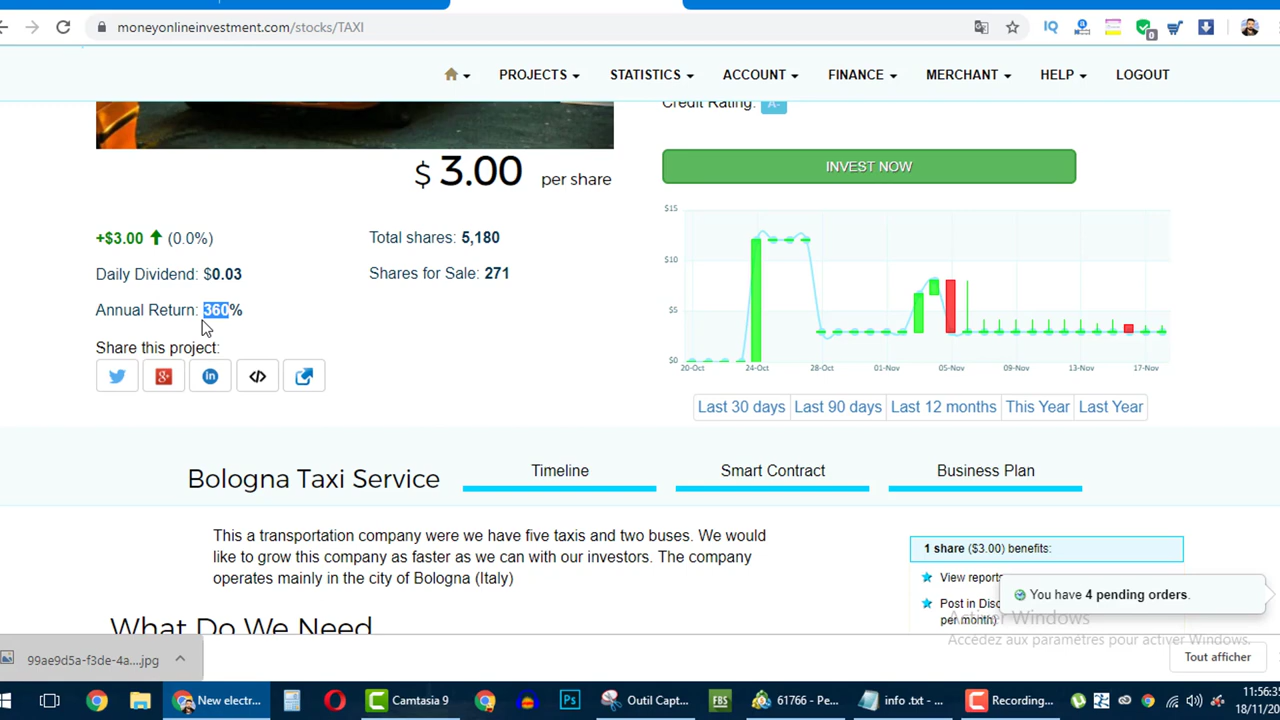 moneyonlineinvestment.com/stocks/TAXI
0
PROJECTS
STATISTICS
ACCOUNT
FINANCE
MERCHANT
HELP
LOGOUT
Credit Rating: A-
$ 3.00 per share
INVEST NOW
+$3.00 (0.0%)
Total shares: 5,180
Daily Dividend: $0.03
Shares for Sale: 271
Annual Return: 360%
Share this project:
$15
$10
$5
$0
20-Oct 24-Oct 28-Oct 01-Nov 05-Nov 09-Nov 13-Nov 17-Nov
Last 30 days Last 90 days Last 12 months This Year Last Year
Bologna Taxi Service
Timeline
Smart Contract
Business Plan
This a transportation company were we have five taxis and two buses. We would
like to grow this company as faster as we can with our investors. The company
operates mainly in the city of Bologna (Italy)
1 share ($3.00) benefits:
View reports
Post in Disc
per month)
You have 4 pending orders.
What Do We Need
Activer Windows
Accédez aux paramètres pour activer Windows.
99ae9d5a-f3de-4a....jpg
Tout afficher
New electr...
Camtasia 9
Outil Capt...
FBS
61766 - Pe...
info .txt - ...
Recording...
11:56:35
18/11/20